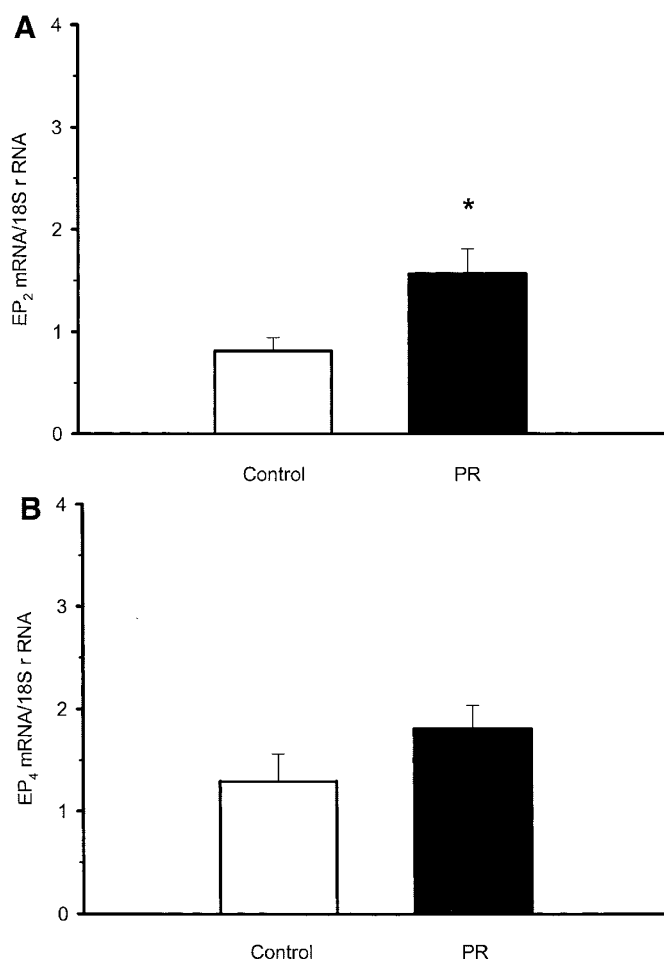 A
4
3
2
1
0
EP₂ mRNA/18S r RNA
*
Control PR
B
4
3
2
1
0
EP₄ mRNA/18S r RNA
Control PR